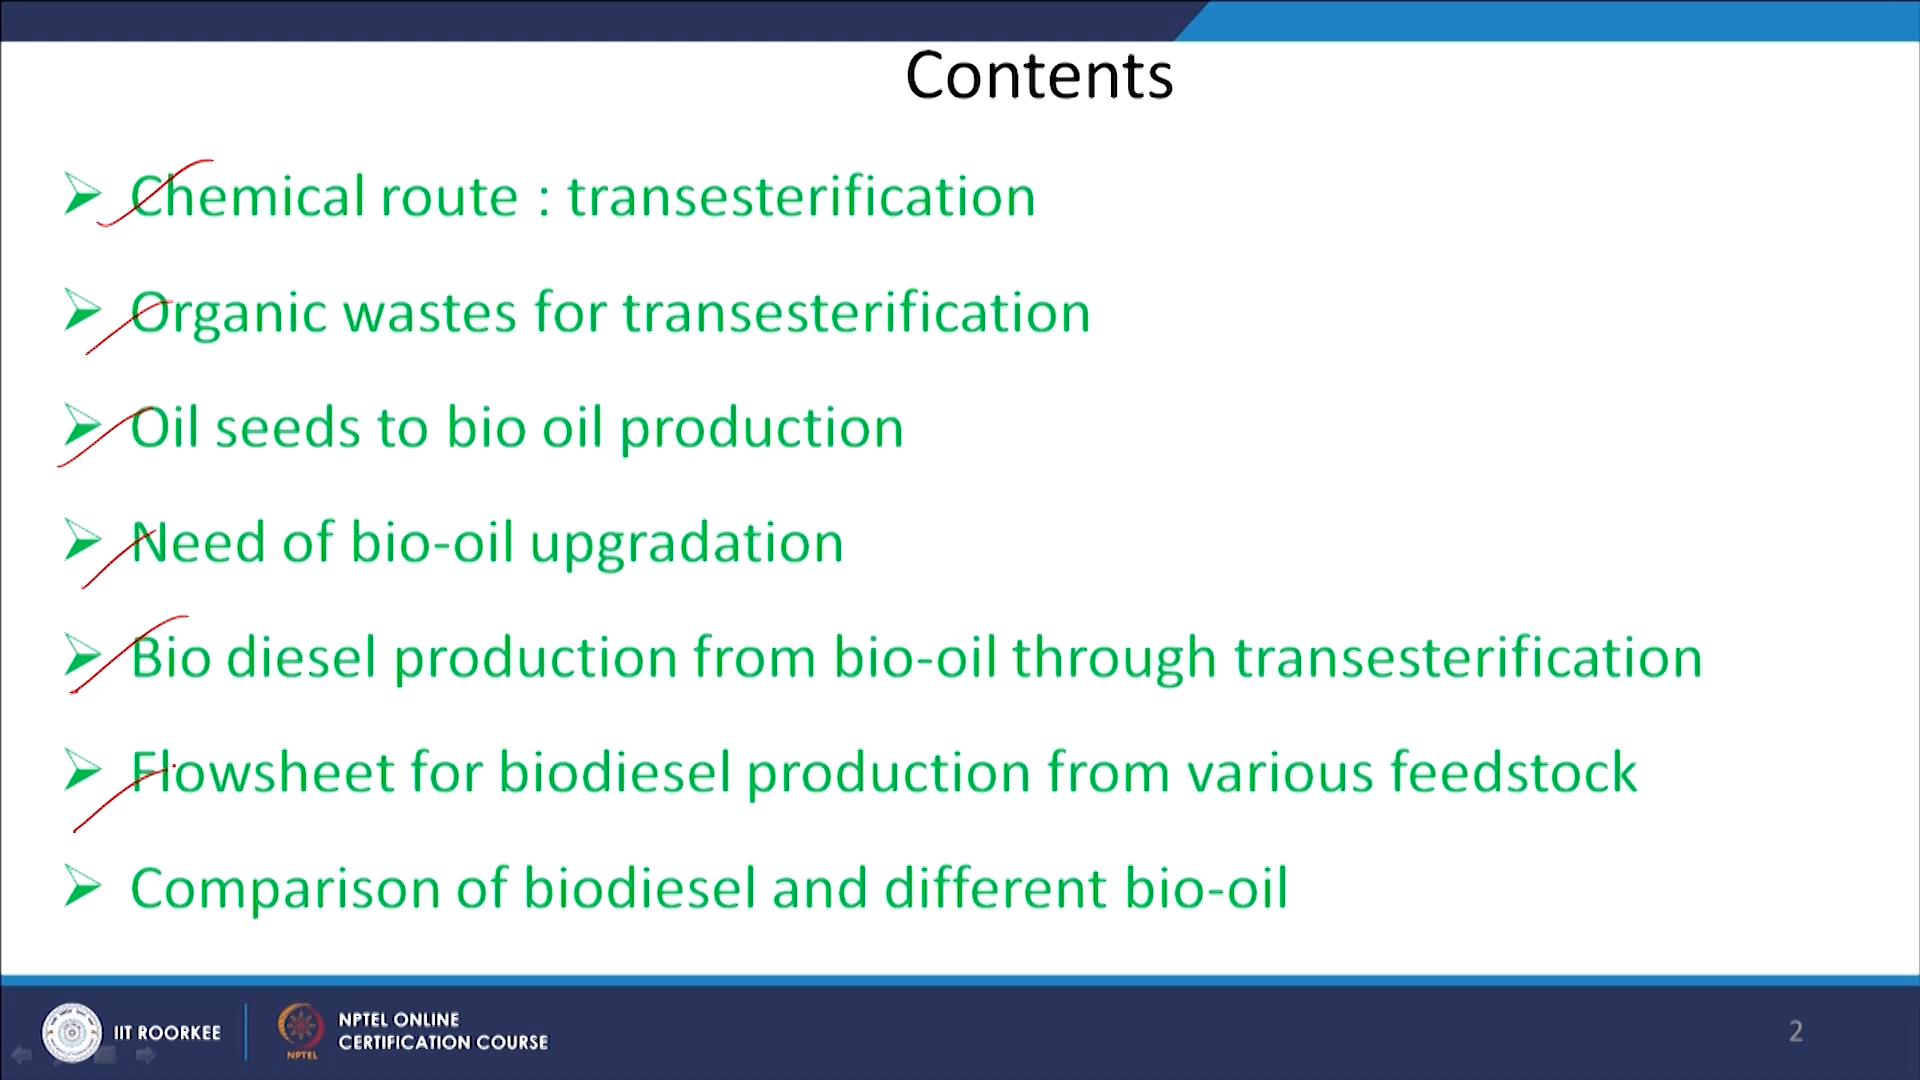 Contents
Chemical route : transesterification
Organic wastes for transesterification
Oil seeds to bio oil production
Need of bio-oil upgradation
Bio diesel production from bio-oil through transesterification
Flowsheet for biodiesel production from various feedstock
Comparison of biodiesel and different bio-oil
IIT ROORKEE
NPTEL
NPTEL ONLINE
CERTIFICATION COURSE
2